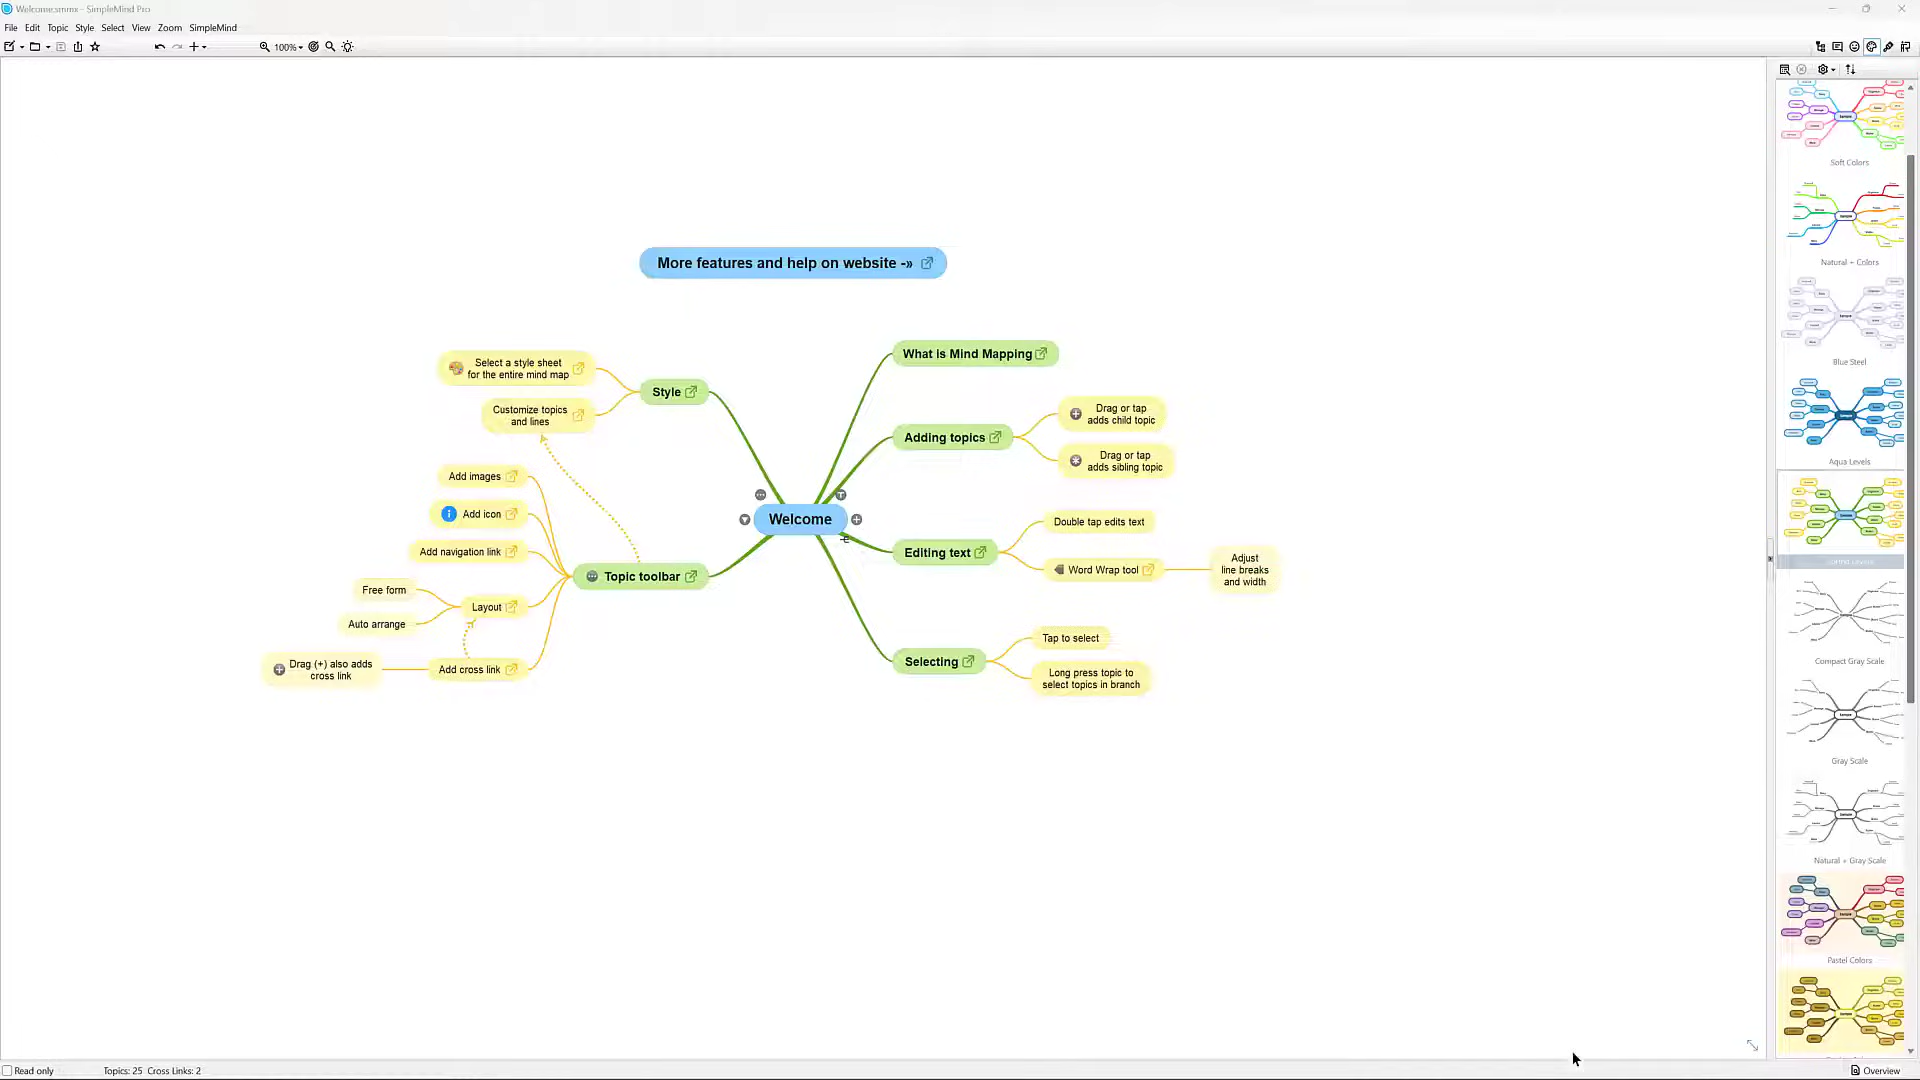 Welcome.smmx - SimpleMind Pro
File Edit Topic Style Select View Zoom SimpleMind
100%
More features and help on website -»
Select a style sheet
for the entire mind map
Style
Customize topics
and lines
What is Mind Mapping
Adding topics
Drag or tap
adds child topic
Drag or tap
adds sibling topic
Add images
Add icon
Add navigation link
Topic toolbar
Free form
Layout
Auto arrange
Drag (+) also adds
cross link
Add cross link
Welcome
Editing text
Double tap edits text
Word Wrap tool
Adjust
line breaks
and width
Selecting
Tap to select
Long press topic to
select topics in branch
Soft Colors
Natural + Colors
Blue Steel
Aqua Levels
Compact Gray Scale
Gray Scale
Natural + Gray Scale
Pastel Colors
Read only
Topics: 25 Cross Links: 2
Overview